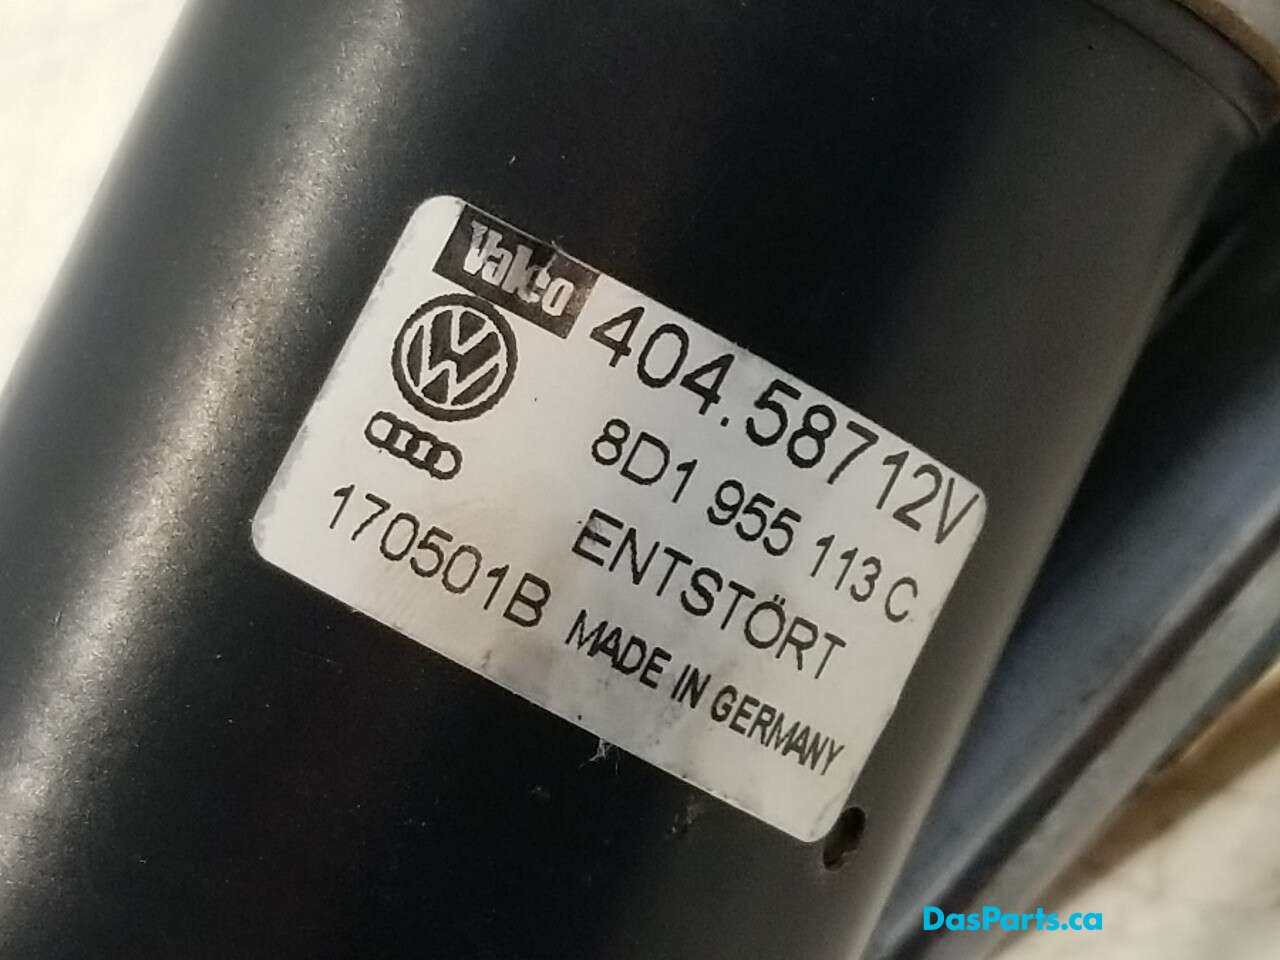 Valeo
404.587 12V
8D1 955 113 C
ENTSTÖRT
170501B MADE IN GERMANY
DasParts.ca